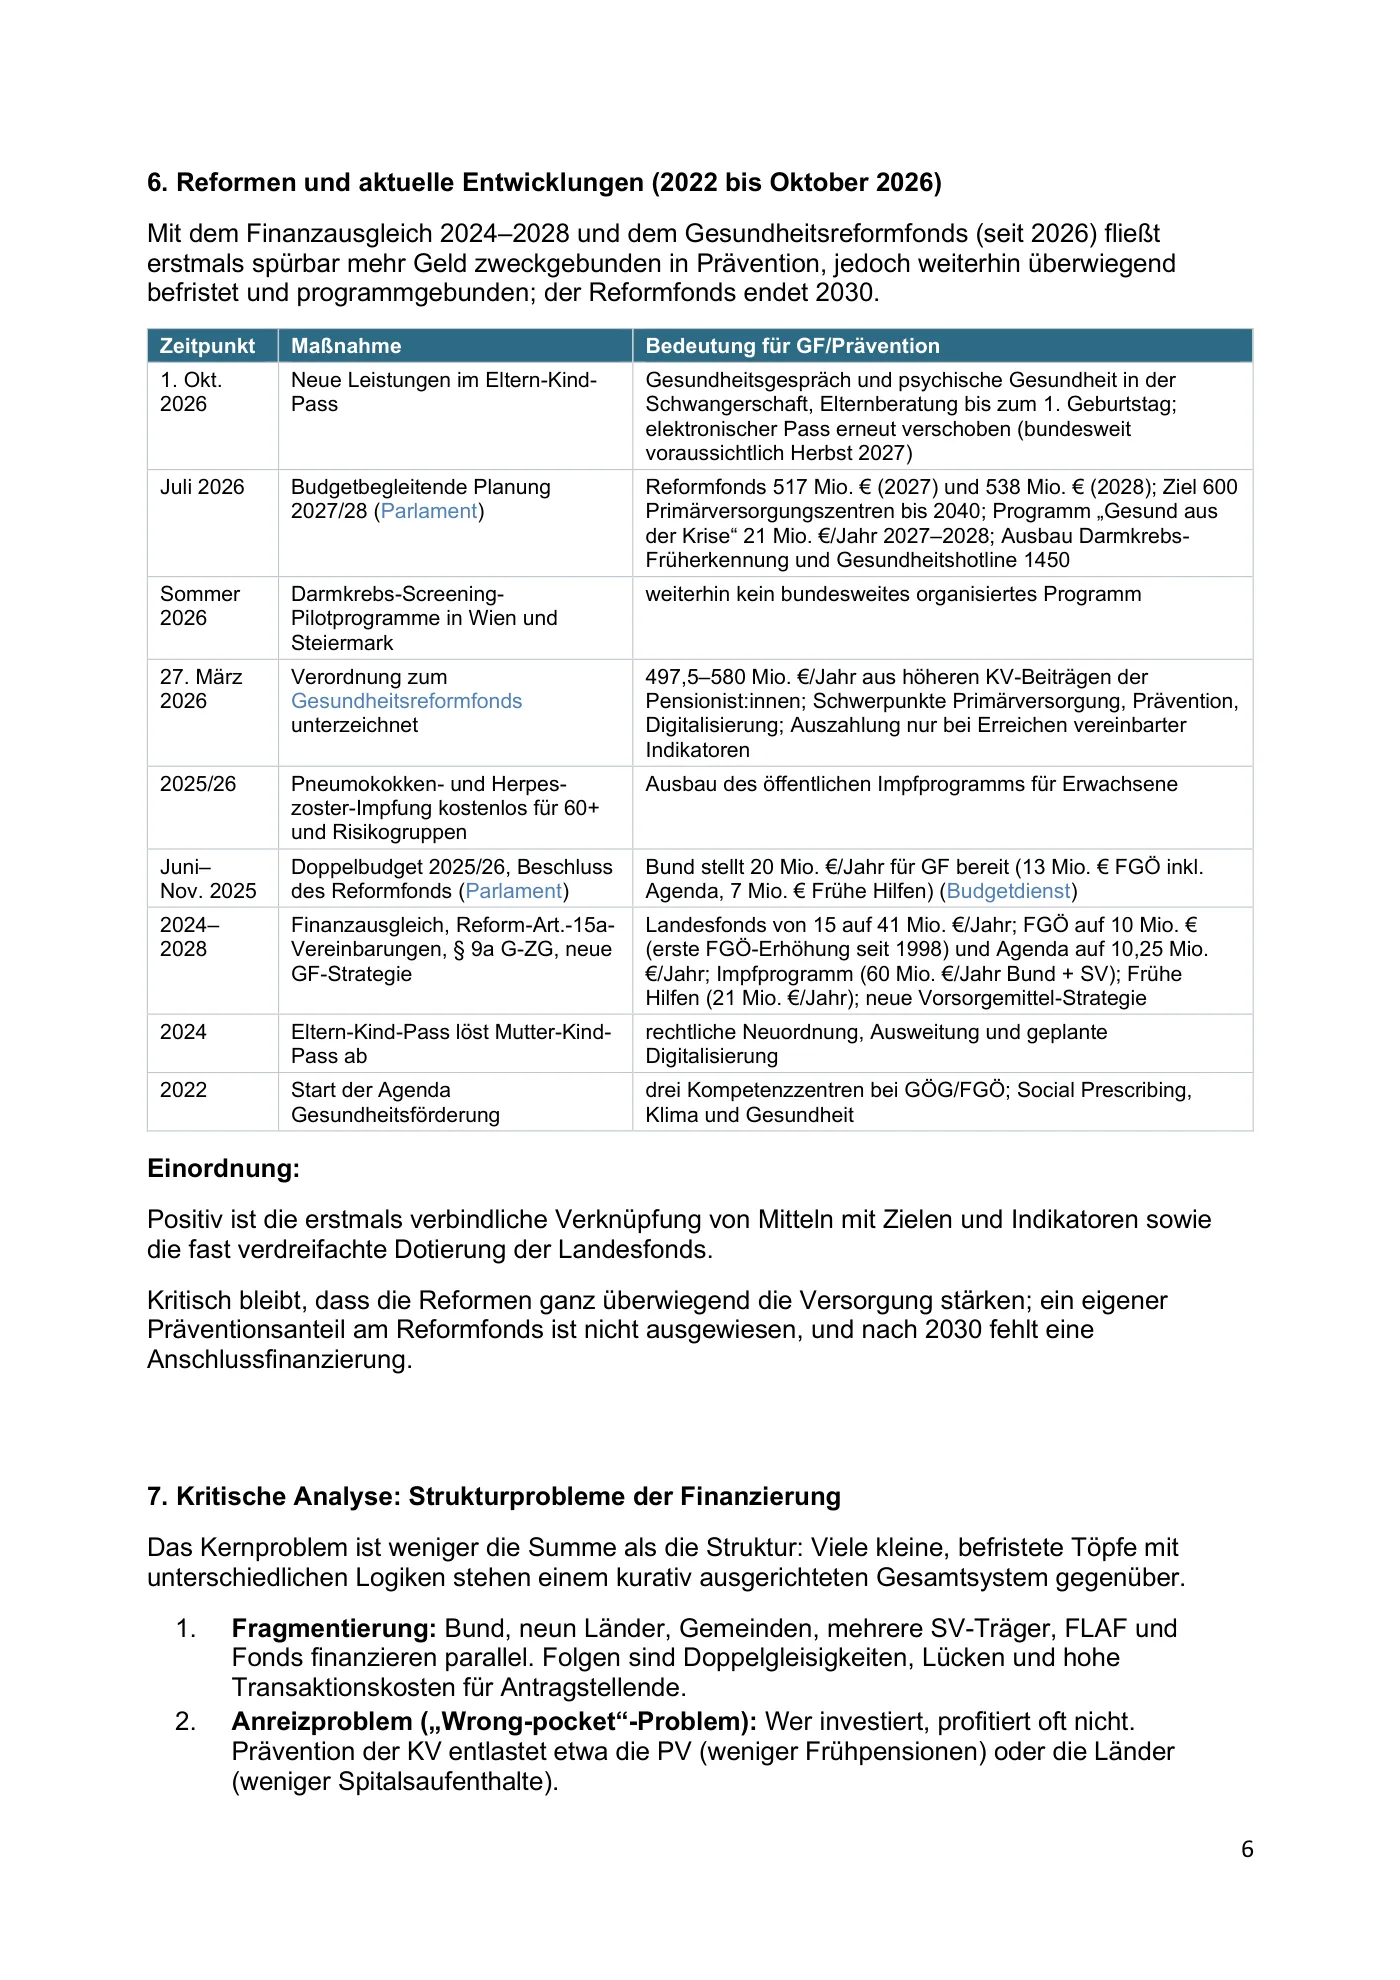 6. Reformen und aktuelle Entwicklungen (2022 bis Oktober 2026)
Mit dem Finanzausgleich 2024–2028 und dem Gesundheitsreformfonds (seit 2026) fließt
erstmals spürbar mehr Geld zweckgebunden in Prävention, jedoch weiterhin überwiegend
befristet und programmgebunden; der Reformfonds endet 2030.
Zeitpunkt Maßnahme Bedeutung für GF/Prävention
1. Okt. Neue Leistungen im Eltern-Kind- Gesundheitsgespräch und psychische Gesundheit in der
2026 Pass Schwangerschaft, Elternberatung bis zum 1. Geburtstag;
elektronischer Pass erneut verschoben (bundesweit
voraussichtlich Herbst 2027)
Juli 2026 Budgetbegleitende Planung Reformfonds 517 Mio. € (2027) und 538 Mio. € (2028); Ziel 600
2027/28 (Parlament) Primärversorgungszentren bis 2040; Programm „Gesund aus
der Krise“ 21 Mio. €/Jahr 2027–2028; Ausbau Darmkrebs-
Früherkennung und Gesundheitshotline 1450
Sommer Darmkrebs-Screening- weiterhin kein bundesweites organisiertes Programm
2026 Pilotprogramme in Wien und
Steiermark
27. März Verordnung zum 497,5–580 Mio. €/Jahr aus höheren KV-Beiträgen der
2026 Gesundheitsreformfonds Pensionist:innen; Schwerpunkte Primärversorgung, Prävention,
unterzeichnet Digitalisierung; Auszahlung nur bei Erreichen vereinbarter
Indikatoren
2025/26 Pneumokokken- und Herpes- Ausbau des öffentlichen Impfprogramms für Erwachsene
zoster-Impfung kostenlos für 60+
und Risikogruppen
Juni– Doppelbudget 2025/26, Beschluss Bund stellt 20 Mio. €/Jahr für GF bereit (13 Mio. € FGÖ inkl.
Nov. 2025 des Reformfonds (Parlament) Agenda, 7 Mio. € Frühe Hilfen) (Budgetdienst)
2024– Finanzausgleich, Reform-Art.-15a- Landesfonds von 15 auf 41 Mio. €/Jahr; FGÖ auf 10 Mio. €
2028 Vereinbarungen, § 9a G-ZG, neue (erste FGÖ-Erhöhung seit 1998) und Agenda auf 10,25 Mio.
GF-Strategie €/Jahr; Impfprogramm (60 Mio. €/Jahr Bund + SV); Frühe
Hilfen (21 Mio. €/Jahr); neue Vorsorgemittel-Strategie
2024 Eltern-Kind-Pass löst Mutter-Kind- rechtliche Neuordnung, Ausweitung und geplante
Pass ab Digitalisierung
2022 Start der Agenda drei Kompetenzzentren bei GÖG/FGÖ; Social Prescribing,
Gesundheitsförderung Klima und Gesundheit
Einordnung:
Positiv ist die erstmals verbindliche Verknüpfung von Mitteln mit Zielen und Indikatoren sowie
die fast verdreifachte Dotierung der Landesfonds.
Kritisch bleibt, dass die Reformen ganz überwiegend die Versorgung stärken; ein eigener
Präventionsanteil am Reformfonds ist nicht ausgewiesen, und nach 2030 fehlt eine
Anschlussfinanzierung.
7. Kritische Analyse: Strukturprobleme der Finanzierung
Das Kernproblem ist weniger die Summe als die Struktur: Viele kleine, befristete Töpfe mit
unterschiedlichen Logiken stehen einem kurativ ausgerichteten Gesamtsystem gegenüber.
1. Fragmentierung: Bund, neun Länder, Gemeinden, mehrere SV-Träger, FLAF und
Fonds finanzieren parallel. Folgen sind Doppelgleisigkeiten, Lücken und hohe
Transaktionskosten für Antragstellende.
2. Anreizproblem („Wrong-pocket“-Problem): Wer investiert, profitiert oft nicht.
Prävention der KV entlastet etwa die PV (weniger Frühpensionen) oder die Länder
(weniger Spitalsaufenthalte).
6